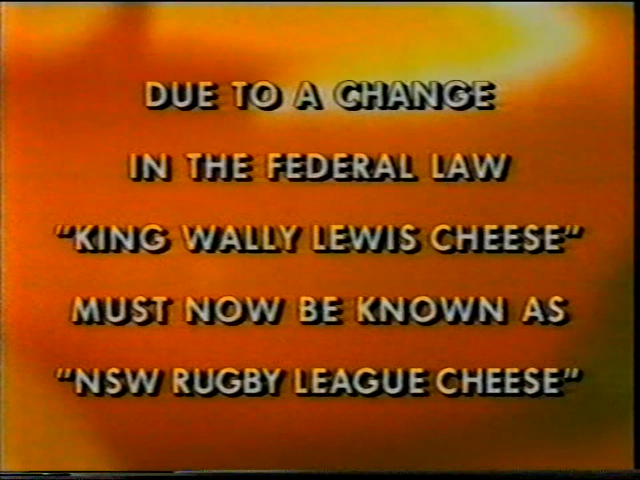 DUE TO A CHANGE
IN THE FEDERAL LAW
"KING WALLY LEWIS CHEESE"
MUST NOW BE KNOWN AS
"NSW RUGBY LEAGUE CHEESE"